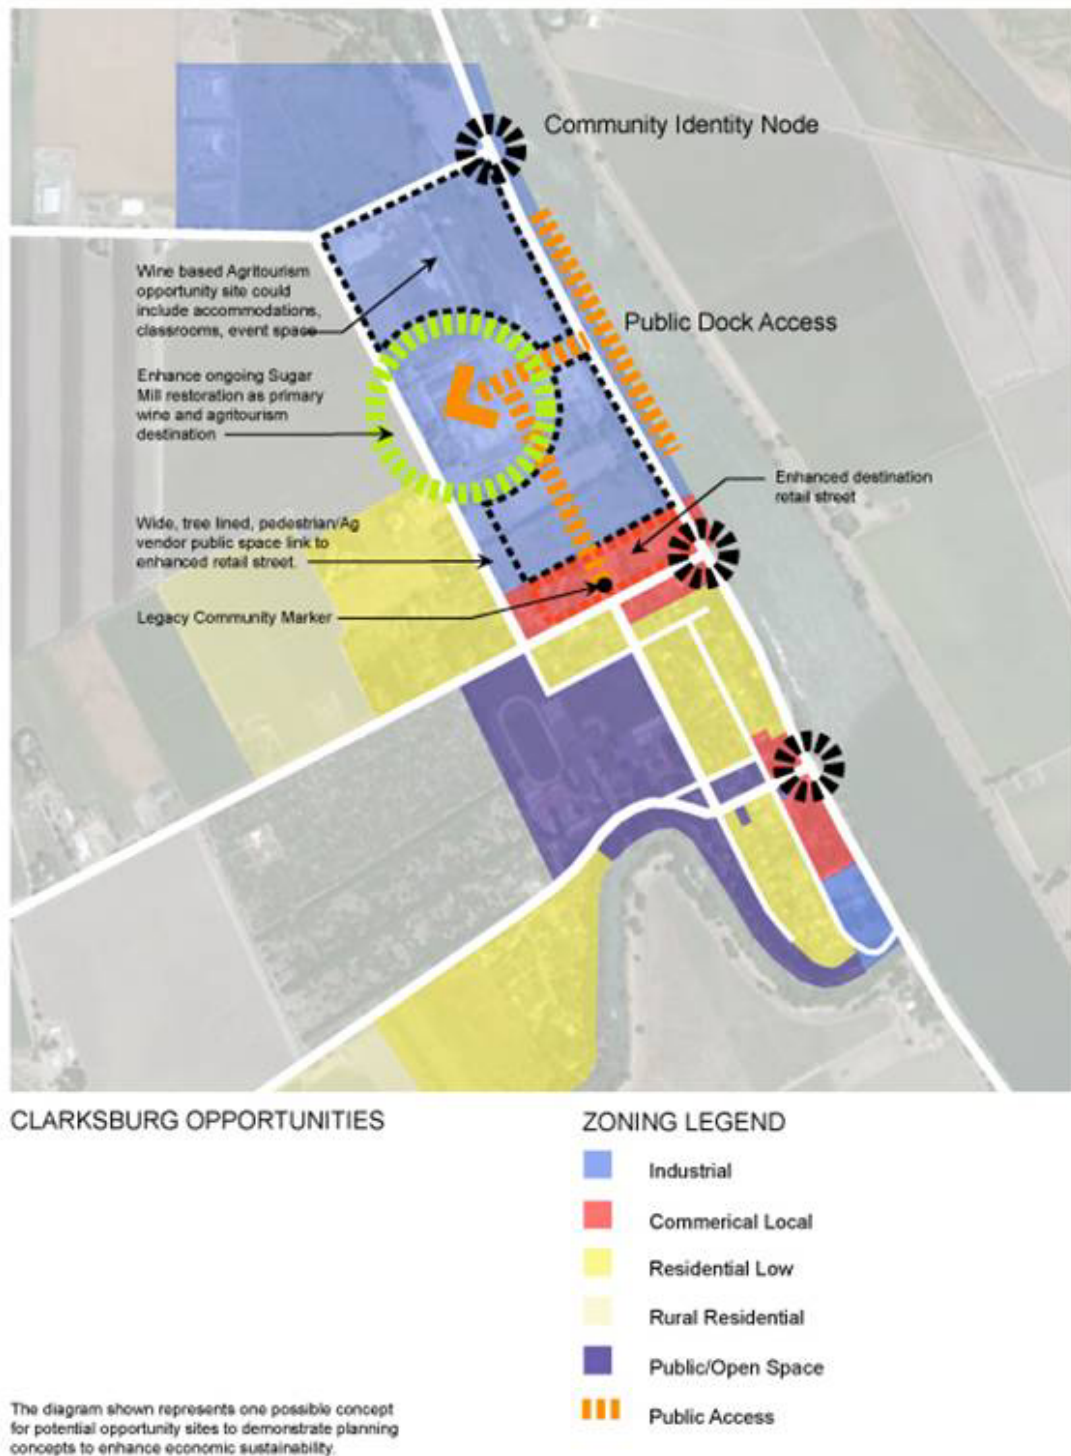 Community Identity Node
Wine based Agritourism
opportunity site could
include accommodations,
classrooms, event space
Public Dock Access
Enhance ongoing Sugar
Mill restoration as primary
wine and agritourism
destination
Enhanced destination
retail street
Wide, tree lined, pedestrian/Ag
vendor public space link to
enhanced retail street.
Legacy Community Marker
CLARKSBURG OPPORTUNITIES
The diagram shown represents one possible concept
for potential opportunity sites to demonstrate planning
concepts to enhance economic sustainability.
ZONING LEGEND
Industrial
Commerical Local
Residential Low
Rural Residential
Public/Open Space
Public Access